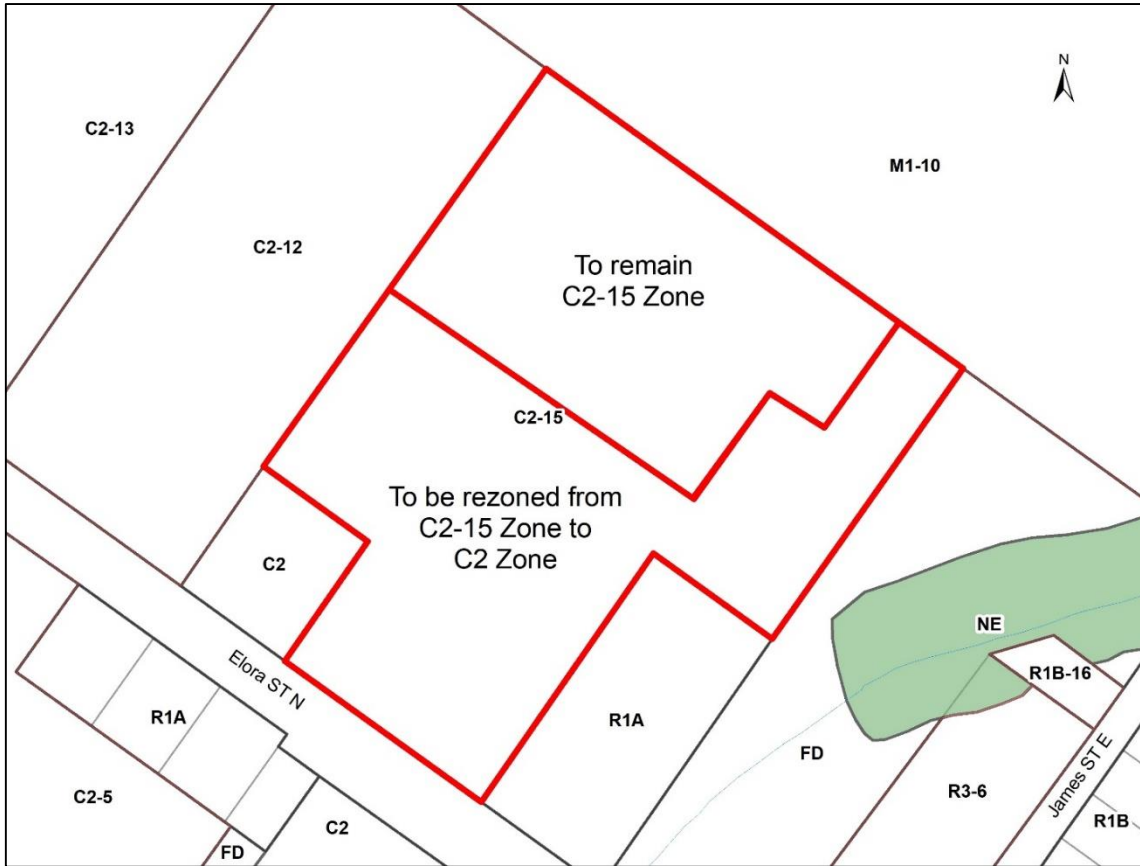 N
C2-13
M1-10
C2-12
To remain
C2-15 Zone
C2-15
To be rezoned from
C2-15 Zone to
C2 Zone
C2
NE
R1B-16
Elora ST N
R1A
R1A
FD
James ST E
R3-6
C2-5
C2
R1B
FD